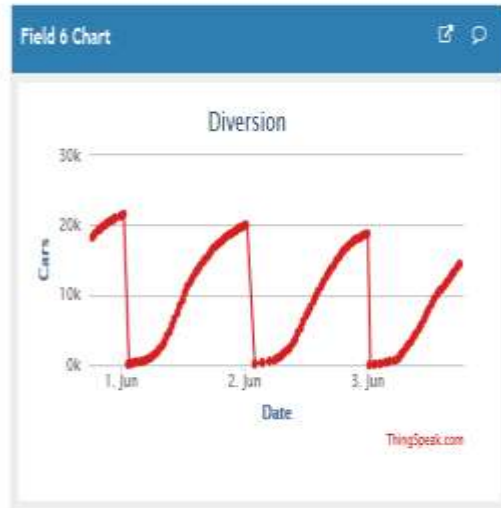 Field 6 Chart
Diversion
30k
20k
10k
0k
Cars
1. Jun
2. Jun
3. Jun
Date
ThingSpeak.com